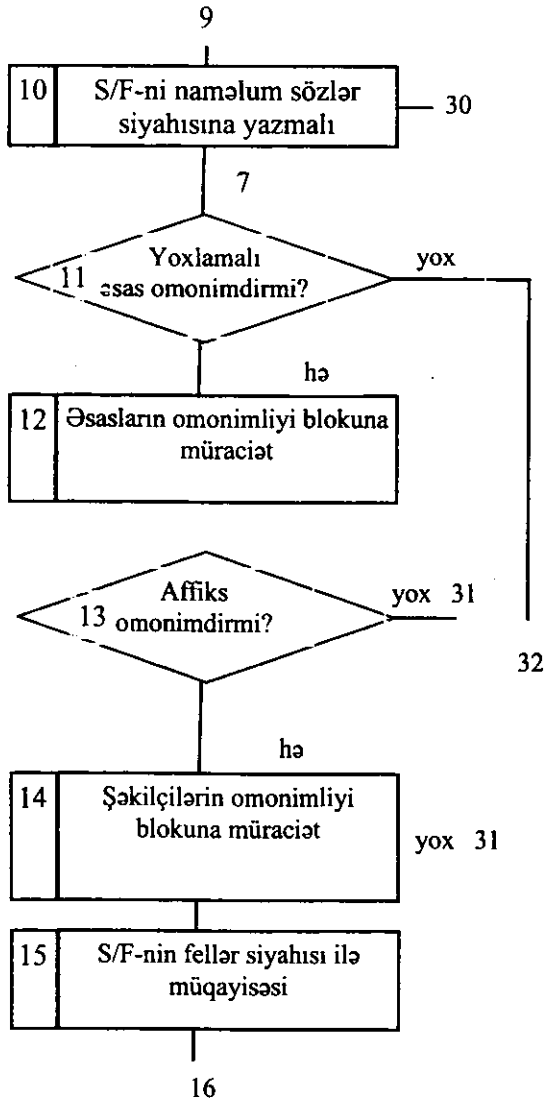 9
10 S/F-ni naməlum sözlər
siyahısına yazmalı
30
7
Yoxlamalı
yox
11 əsas omonimdirmi?
hə
12 Əsasların omonimliyi blokuna
müraciət
Affiks
yox 31
13 omonimdirmi?
32
hə
14 Şəkilçilərin omonimliyi
blokuna müraciət
yox 31
15 S/F-nin fellər siyahısı ilə
müqayisəsi
16